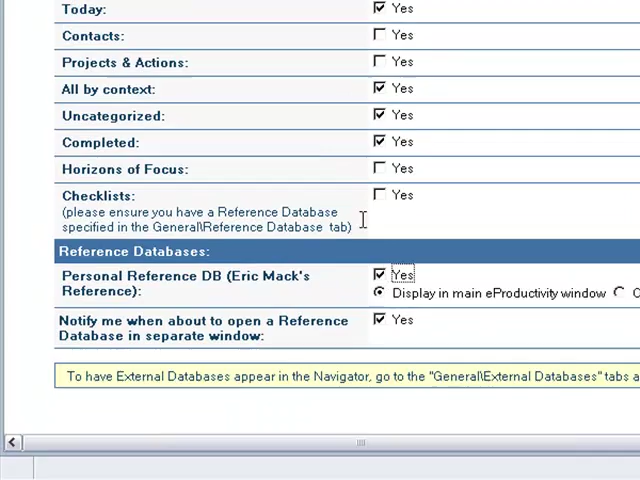 Today: Yes
Contacts: Yes
Projects & Actions: Yes
All by context: Yes
Uncategorized: Yes
Completed: Yes
Horizons of Focus: Yes
Checklists: Yes
(please ensure you have a Reference Database
specified in the General\Reference Database tab)
Reference Databases:
Personal Reference DB (Eric Mack's Yes
Reference): Display in main eProductivity window
Notify me when about to open a Reference Yes
Database in separate window:
To have External Databases appear in the Navigator, go to the "General\External Databases" tabs a